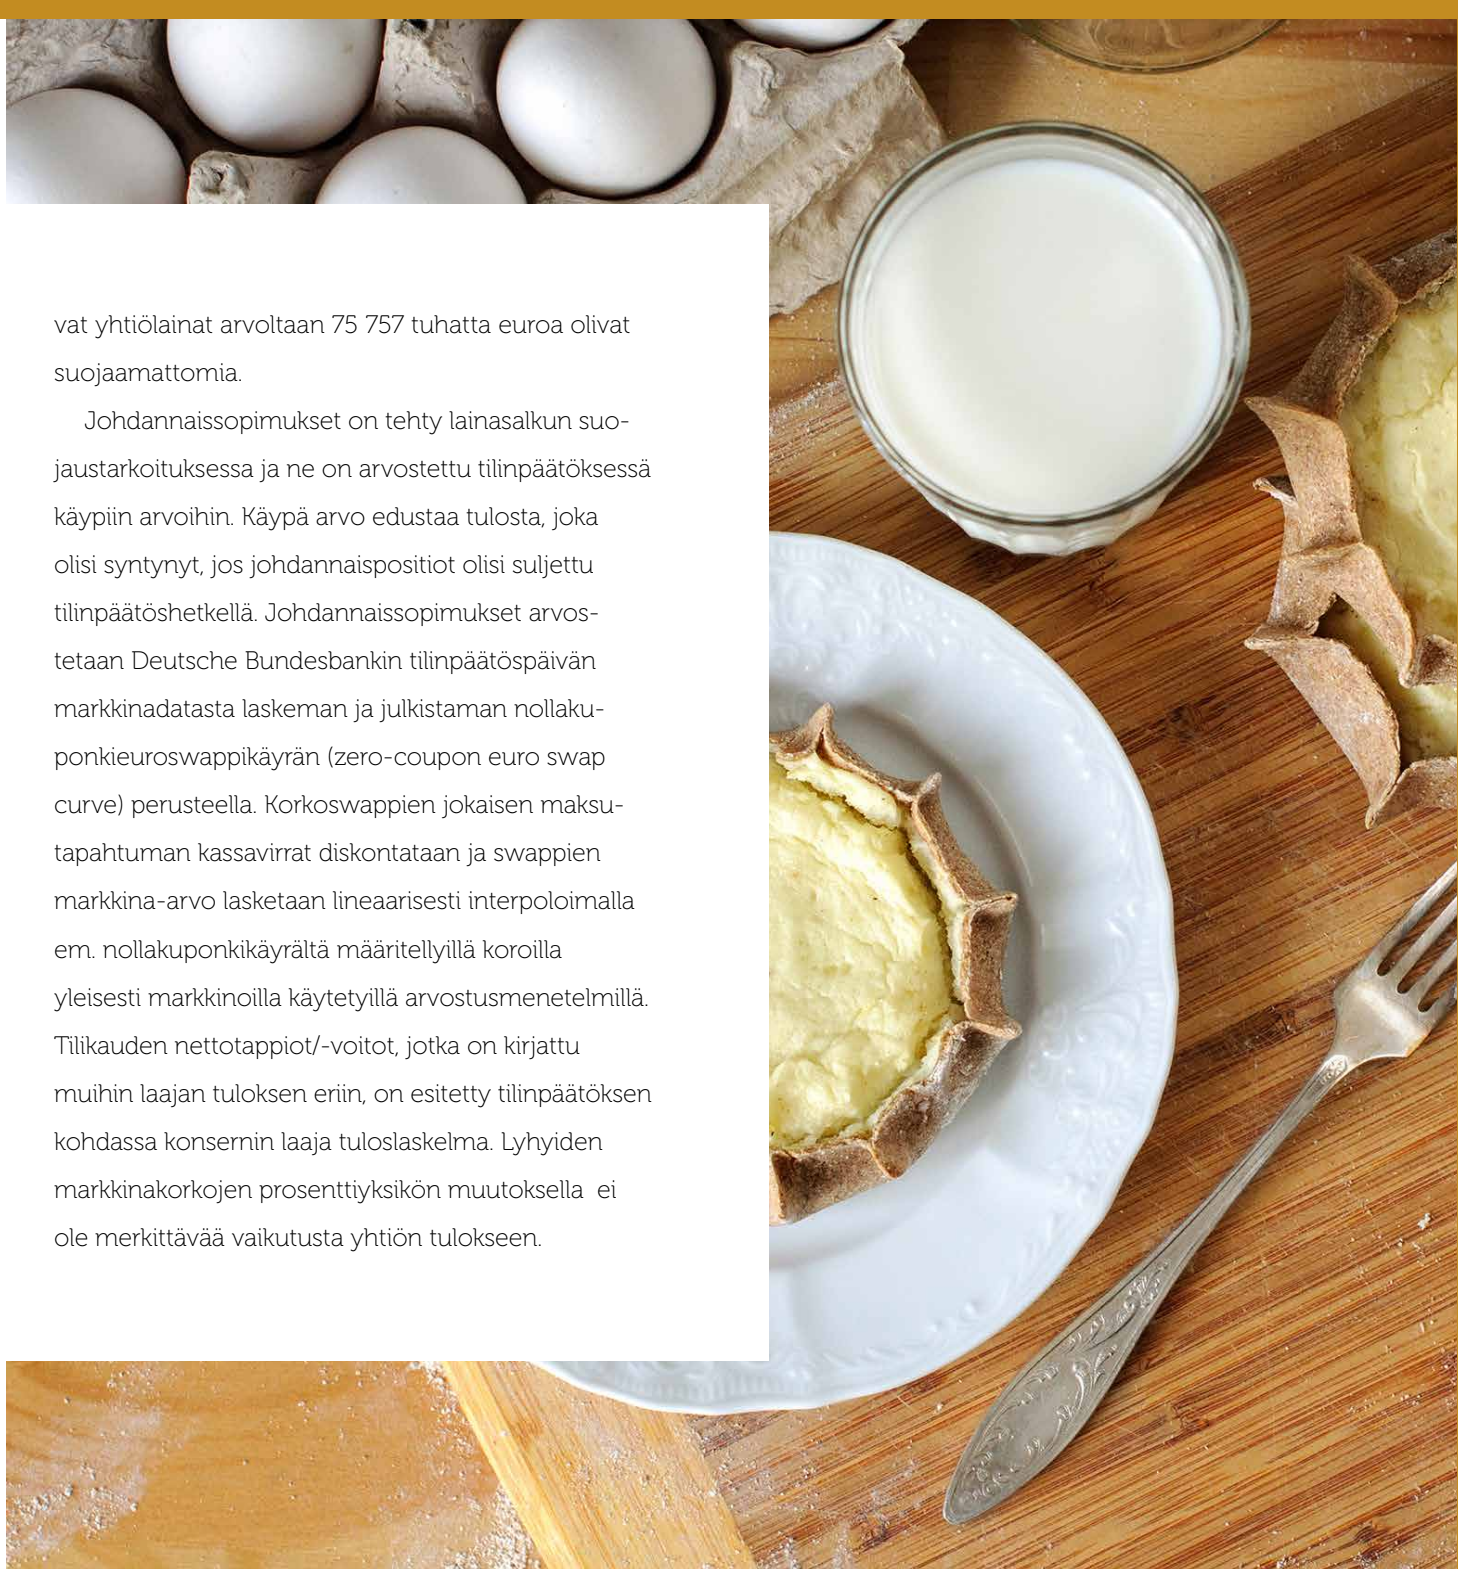 vat yhtiölainat arvoltaan 75 757 tuhatta euroa olivat
suojaamattomia.
Johdannaissopimukset on tehty lainasalkun suo-
jaustarkoituksessa ja ne on arvostettu tilinpäätöksessä
käypiin arvoihin. Käypä arvo edustaa tulosta, joka
olisi syntynyt, jos johdannaispositiot olisi suljettu
tilinpäätöshetkellä. Johdannaissopimukset arvos-
tetaan Deutsche Bundesbankin tilinpäätöspäivän
markkinadatasta laskeman ja julkistaman nollaku-
ponkieuroswappikäyrän (zero-coupon euro swap
curve) perusteella. Korkoswappien jokaisen maksu-
tapahtuman kassavirrat diskontataan ja swappien
markkina-arvo lasketaan lineaarisesti interpoloimalla
em. nollakuponkikäyrältä määritellyillä koroilla
yleisesti markkinoilla käytetyillä arvostusmenetelmillä.
Tilikauden nettotappiot/-voitot, jotka on kirjattu
muihin laajan tuloksen eriin, on esitetty tilinpäätöksen
kohdassa konsernin laaja tuloslaskelma. Lyhyiden
markkinakorkojen prosenttiyksikön muutoksella  ei
ole merkittävää vaikutusta yhtiön tulokseen.